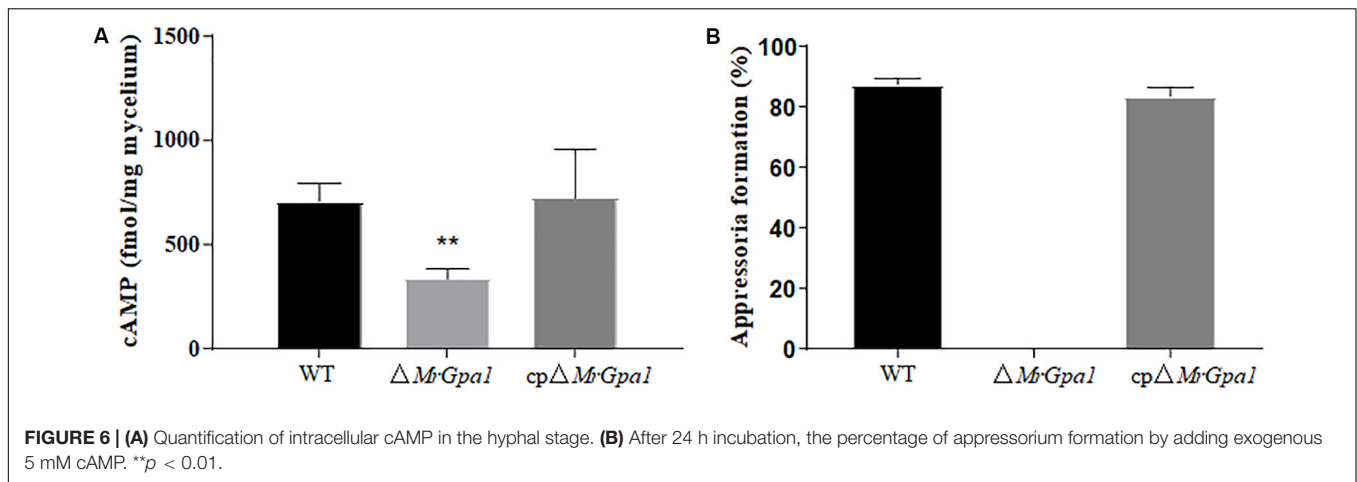 A
cAMP (fmol/mg mycelium)
1500
1000
500
0
**
WT
△MrGpa1
cp△MrGpa1
B
Appressoria formation (%)
100
80
60
40
20
0
WT
△MrGpa1
cp△MrGpa1
FIGURE 6 | (A) Quantification of intracellular cAMP in the hyphal stage. (B) After 24 h incubation, the percentage of appressorium formation by adding exogenous
5 mM cAMP. **p < 0.01.